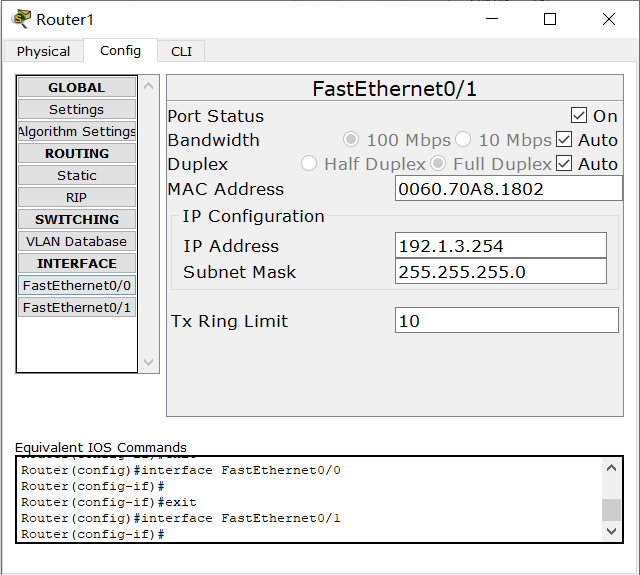 Router1
Physical Config CLI
GLOBAL
Settings
Algorithm Settings
ROUTING
Static
RIP
SWITCHING
VLAN Database
INTERFACE
FastEthernet0/0
FastEthernet0/1
FastEthernet0/1
Port Status On
Bandwidth 100 Mbps 10 Mbps Auto
Duplex Half Duplex Full Duplex Auto
MAC Address 0060.70A8.1802
IP Configuration
IP Address 192.1.3.254
Subnet Mask 255.255.255.0
Tx Ring Limit 10
Equivalent IOS Commands
Router(config-if)#exit
Router(config)#interface FastEthernet0/0
Router(config-if)#
Router(config-if)#exit
Router(config)#interface FastEthernet0/1
Router(config-if)#